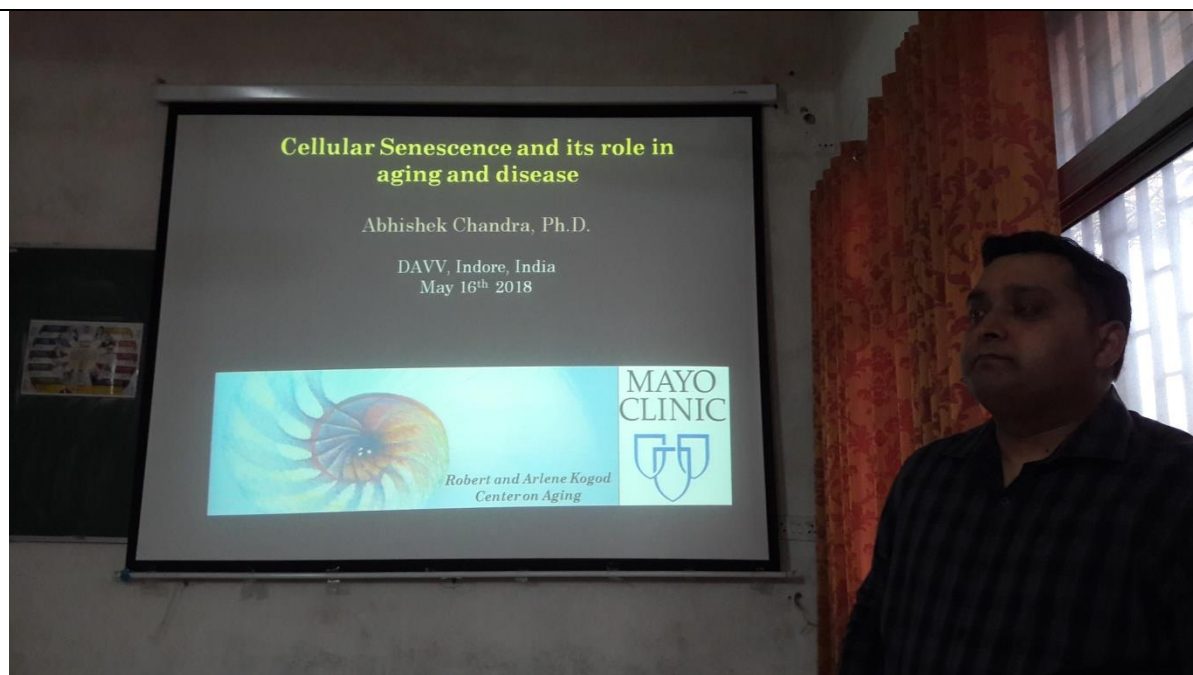 Cellular Senescence and its role in
aging and disease
Abhishek Chandra, Ph.D.
DAVV, Indore, India
May 16th 2018
MAYO
CLINIC
Robert and Arlene Kogod
Center on Aging